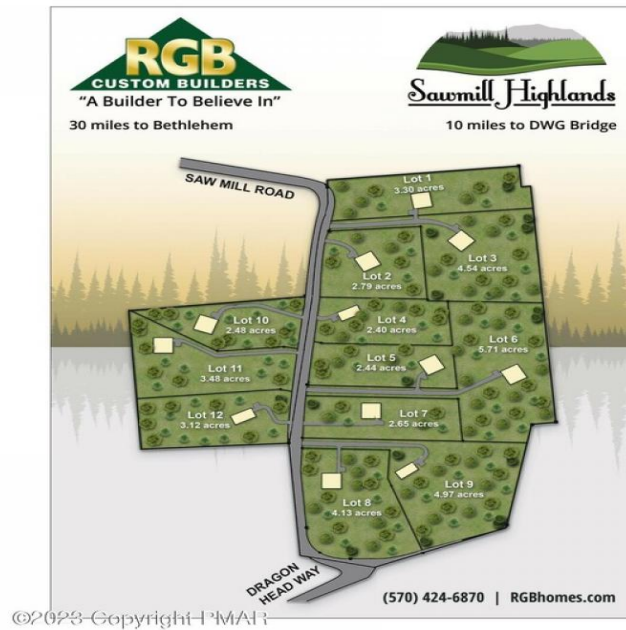 RGB
CUSTOM BUILDERS
"A Builder To Believe In"
30 miles to Bethlehem
Sawmill Highlands
10 miles to DWG Bridge
SAW MILL ROAD
Lot 1
3.30 acres
Lot 2
2.79 acres
Lot 3
4.54 acres
Lot 10
2.48 acres
Lot 4
2.40 acres
Lot 6
5.71 acres
Lot 11
3.48 acres
Lot 5
2.44 acres
Lot 12
3.12 acres
Lot 7
2.65 acres
Lot 8
4.13 acres
Lot 9
4.97 acres
DRAGON
HEAD WAY
(570) 424-6870 | RGBhomes.com
©2023 Copyright PMAR